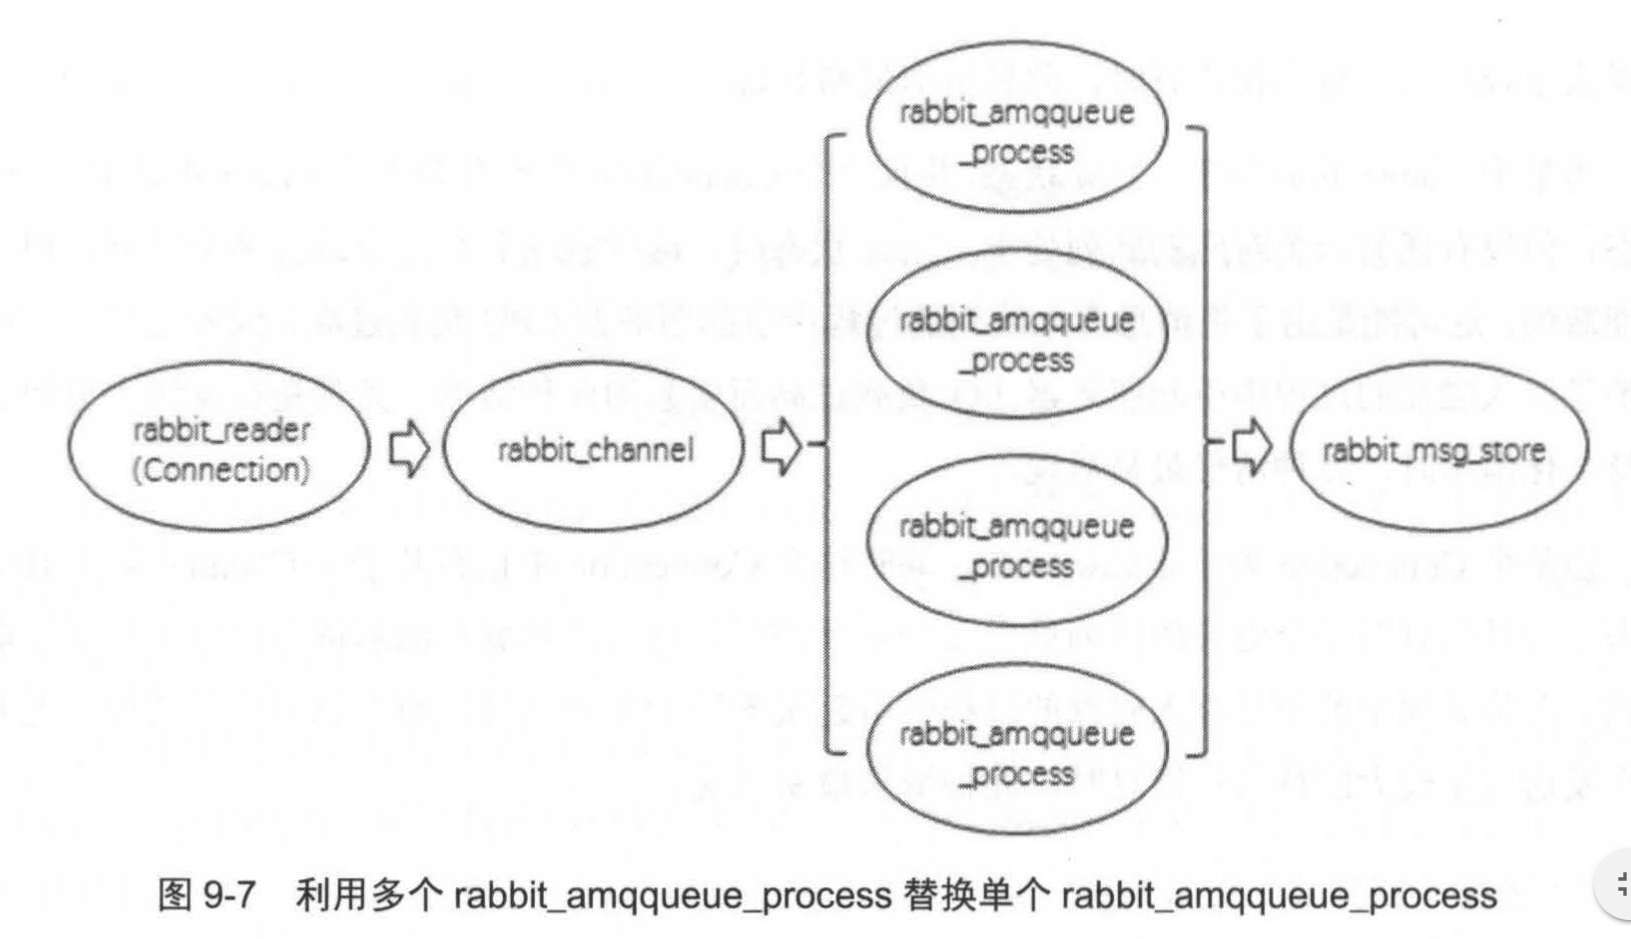 rabbit_amqqueue
_process
rabbit_amqqueue
_process
rabbit_reader
(Connection)
rabbit_channel
rabbit_msg_store
rabbit_amqqueue
_process
rabbit_amqqueue
_process
图 9-7 利用多个 rabbit_amqqueue_process 替换单个 rabbit_amqqueue_process